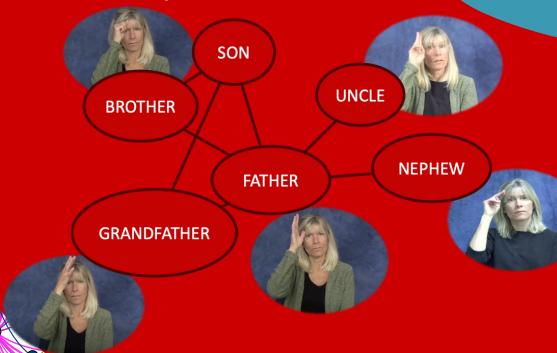 SON
BROTHER
UNCLE
FATHER
NEPHEW
GRANDFATHER